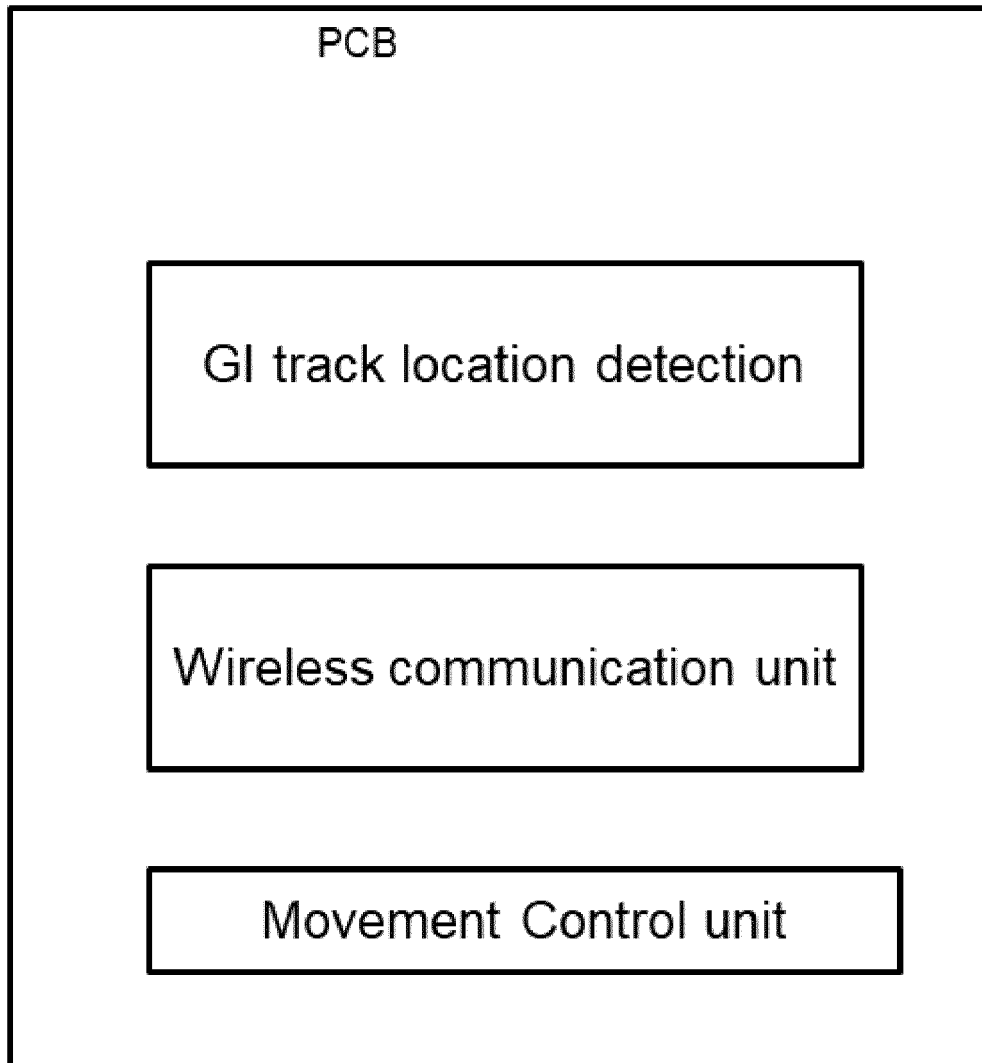 PCB
GI track location detection
Wireless communication unit
Movement Control unit